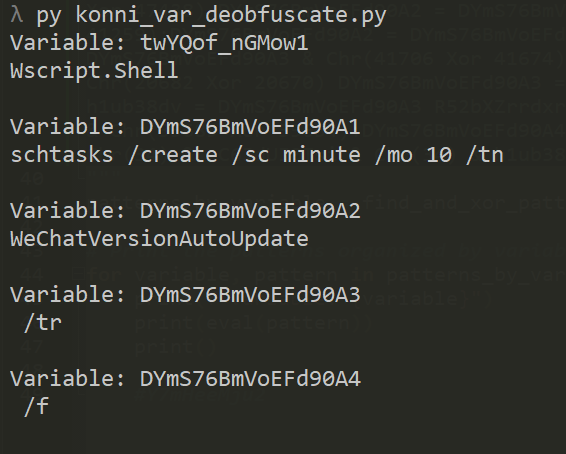 λ py konni_var_deobfuscate.py
Variable: twYQof_nGMow1
Wscript.Shell
Variable: DYmS76BmVoEFd90A1
schtasks /create /sc minute /mo 10 /tn
Variable: DYmS76BmVoEFd90A2
WeChatVersionAutoUpdate
Variable: DYmS76BmVoEFd90A3
/tr
Variable: DYmS76BmVoEFd90A4
/f